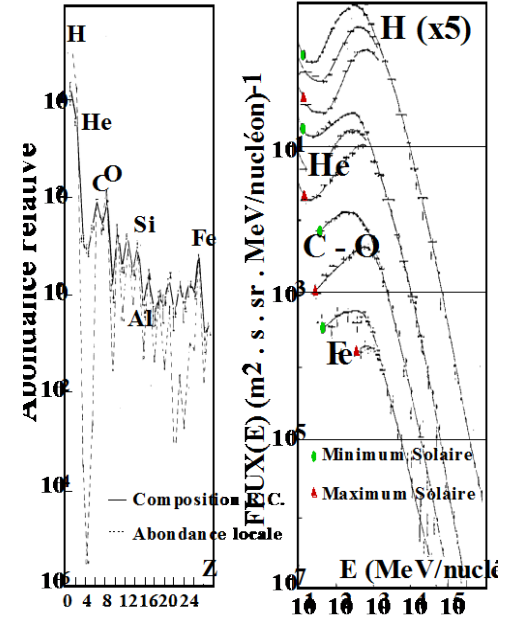 Abondance relative
H
He
C O
Si
Fe
Al
Composition R.C.
Abondance locale
Z
0 4 8 12 16 20 24
FLUX(E) (m2 . s . sr . MeV/nucléon)-1
H (x5)
He
C - O
Fe
Minimum Solaire
Maximum Solaire
E (MeV/nuclé